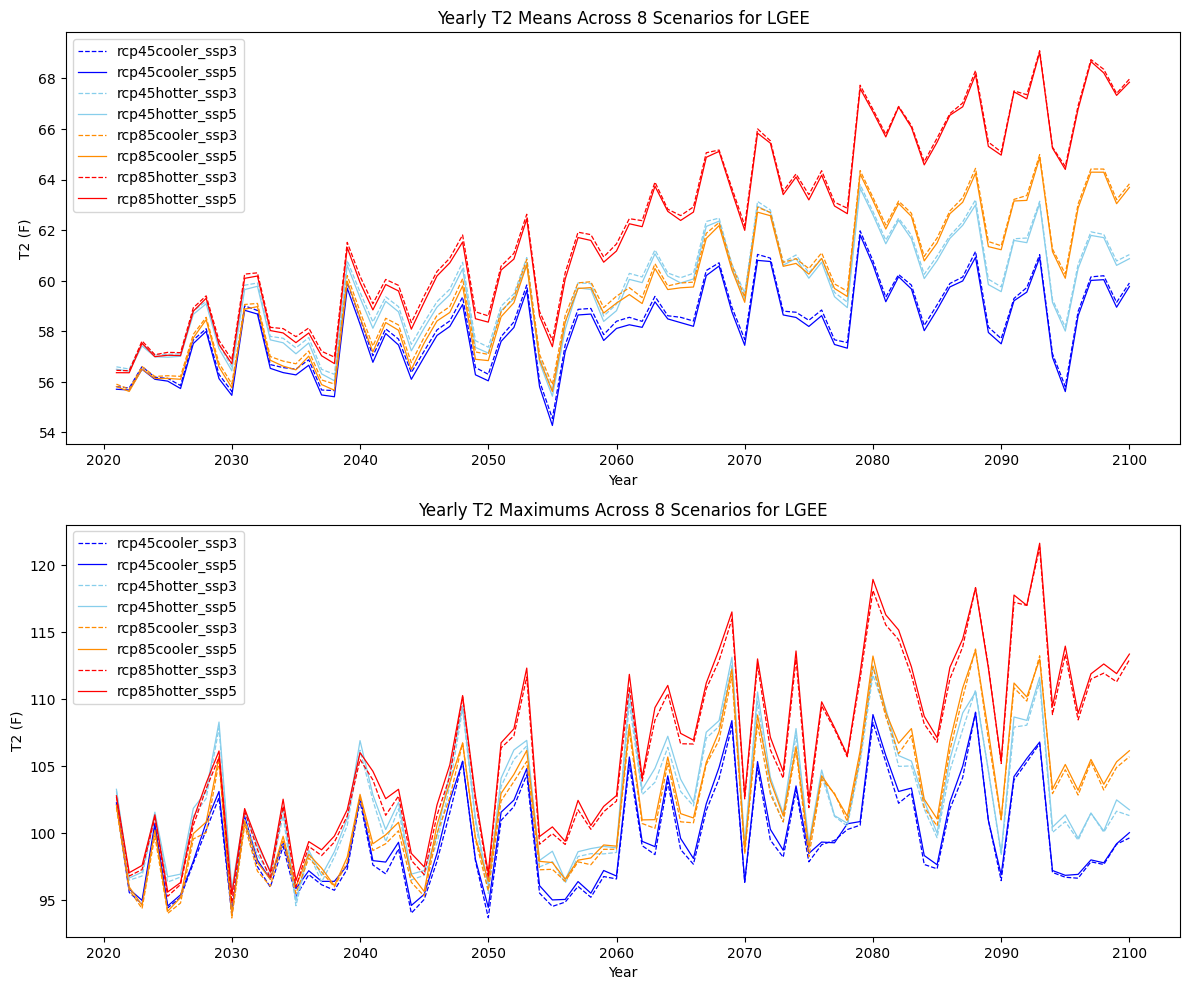 Yearly T2 Means Across 8 Scenarios for LGEE
rcp45cooler_ssp3
rcp45cooler_ssp5
rcp45hotter_ssp3
rcp45hotter_ssp5
rcp85cooler_ssp3
rcp85cooler_ssp5
rcp85hotter_ssp3
rcp85hotter_ssp5
T2 (F)
68
66
64
62
60
58
56
54
2020 2030 2040 2050 2060 2070 2080 2090 2100
Year
Yearly T2 Maximums Across 8 Scenarios for LGEE
rcp45cooler_ssp3
rcp45cooler_ssp5
rcp45hotter_ssp3
rcp45hotter_ssp5
rcp85cooler_ssp3
rcp85cooler_ssp5
rcp85hotter_ssp3
rcp85hotter_ssp5
T2 (F)
120
115
110
105
100
95
2020 2030 2040 2050 2060 2070 2080 2090 2100
Year